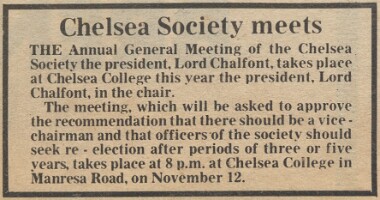 Chelsea Society meets
THE Annual General Meeting of the Chelsea
Society the president, Lord Chalfont, takes place
at Chelsea College this year the president, Lord
Chalfont, in the chair.
The meeting, which will be asked to approve
the recommendation that there should be a vice-
chairman and that officers of the society should
seek re - election after periods of three or five
years, takes place at 8 p.m. at Chelsea College in
Manresa Road, on November 12.